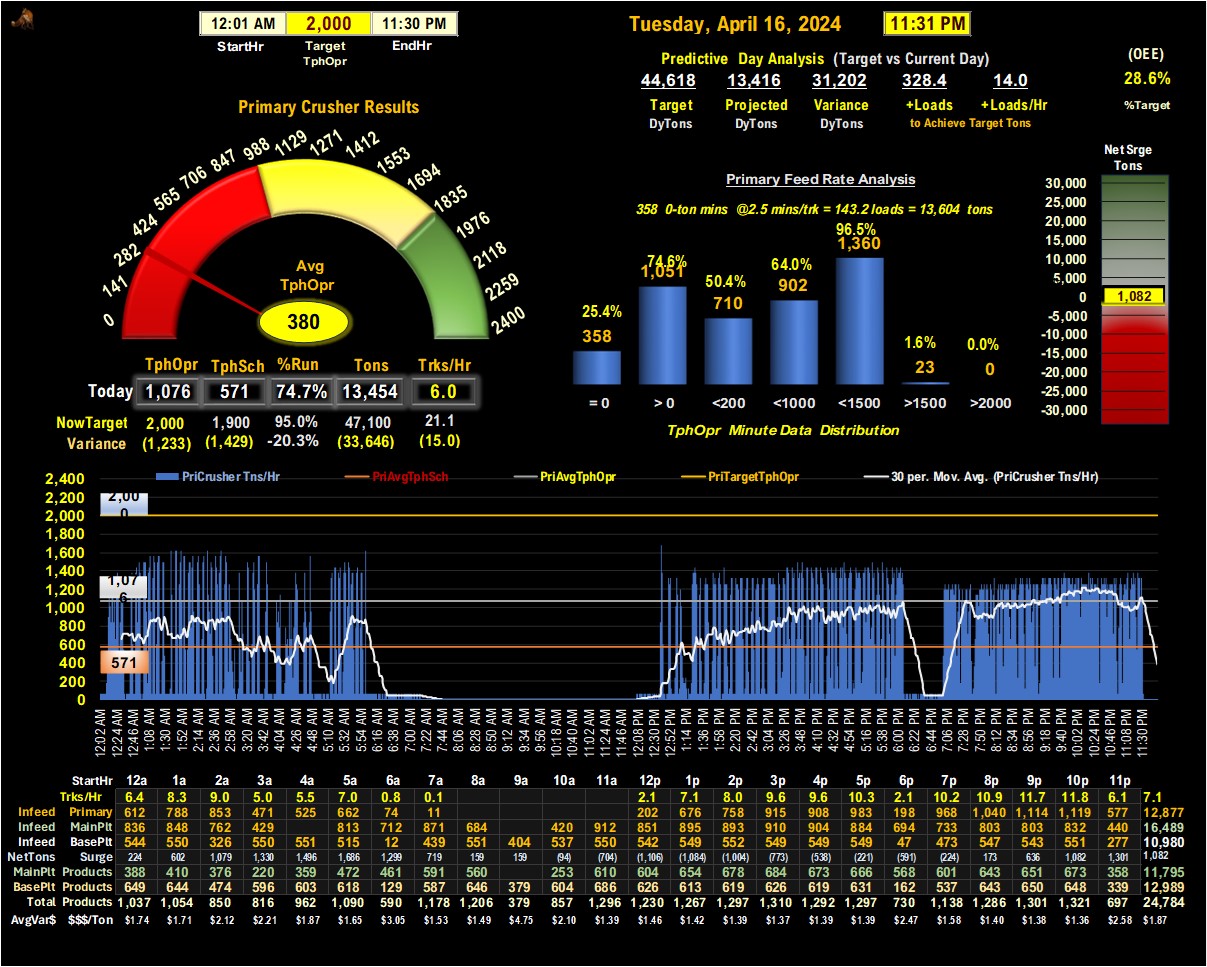 12:01 AM 2,000 11:30 PM
StartHr Target EndHr
TphOpr
Tuesday, April 16, 2024 11:31 PM
Predictive Day Analysis (Target vs Current Day)
44,618 13,416 31,202 328.4 14.0
Target Projected Variance +Loads +Loads/Hr
DyTons DyTons DyTons to Achieve Target Tons
(OEE)
28.6%
%Target
Primary Crusher Results
0 141 282 424 565 706 847 988 1129 1271 1412 1553 1694 1835 1976 2118 2259 2400
Avg
TphOpr
380
TphOpr TphSch %Run Tons Trks/Hr
Today 1,076 571 74.7% 13,454 6.0
NowTarget 2,000 1,900 95.0% 47,100 21.1
Variance (1,233) (1,429) -20.3% (33,646) (15.0)
Primary Feed Rate Analysis
358 0-ton mins @2.5 mins/trk = 143.2 loads = 13,604 tons
25.4% 74.6% 50.4% 64.0% 96.5% 1.6% 0.0%
358 1,051 710 902 1,360 23 0
= 0 > 0 <200 <1000 <1500 >1500 >2000
TphOpr Minute Data Distribution
Net Srge
Tons
30,000
25,000
20,000
15,000
10,000
5,000
0 1,082
-5,000
-10,000
-15,000
-20,000
-25,000
-30,000
PriCrusher Tns/Hr PriAvgTphSch PriAvgTphOpr PriTargetTphOpr 30 per. Mov. Avg. (PriCrusher Tns/Hr)
2,400
2,200
2,000
1,800
1,600
1,400
1,200
1,000
800
600
400
200
0
2,000
1,076
571
12:02 AM 12:24 AM 12:46 AM 1:08 AM 1:30 AM 1:52 AM 2:14 AM 2:36 AM 2:58 AM 3:20 AM 3:42 AM 4:04 AM 4:26 AM 4:48 AM 5:10 AM 5:32 AM 5:54 AM 6:16 AM 6:38 AM 7:00 AM 7:22 AM 7:44 AM 8:06 AM 8:28 AM 8:50 AM 9:12 AM 9:34 AM 9:56 AM 10:18 AM 10:40 AM 11:02 AM 11:24 AM 11:46 AM 12:08 PM 12:30 PM 12:52 PM 1:14 PM 1:36 PM 1:58 PM 2:20 PM 2:42 PM 3:04 PM 3:26 PM 3:48 PM 4:10 PM 4:32 PM 4:54 PM 5:16 PM 5:38 PM 6:00 PM 6:22 PM 6:44 PM 7:06 PM 7:28 PM 7:50 PM 8:12 PM 8:34 PM 8:56 PM 9:18 PM 9:40 PM 10:02 PM 10:24 PM 10:46 PM 11:08 PM 11:30 PM
StartHr 12a 1a 2a 3a 4a 5a 6a 7a 8a 9a 10a 11a 12p 1p 2p 3p 4p 5p 6p 7p 8p 9p 10p 11p
Trks/Hr 6.4 8.3 9.0 5.0 5.5 7.0 0.8 0.1 2.1 7.1 8.0 9.6 9.6 10.3 2.1 10.2 10.9 11.7 11.8 6.1 7.1
Infeed Primary 612 788 853 471 525 662 74 11 202 676 758 915 908 983 198 968 1,040 1,114 1,119 577 12,877
Infeed MainPlt 836 848 762 429 813 712 871 684 420 912 851 895 893 910 904 884 694 733 803 803 832 440 16,489
Infeed BasePlt 544 550 326 550 551 515 12 439 551 404 547 543 552 540 542 549 549 549 47 473 547 550 551 277 10,980
NetTons Surge 224 602 1,079 1,330 1,496 1,686 1,299 719 159 159 (94) (704) (1,106) (1,084) (1,004) (773) (538) (221) (591) (224) 173 636 1,082 1,301 1,082
MainPlt Products 388 410 376 220 359 472 461 591 560 253 610 604 654 678 684 673 666 568 601 643 651 673 358 11,795
BasePlt Products 649 644 474 596 603 618 129 587 646 379 604 686 626 613 619 626 619 631 162 537 643 650 648 339 12,989
Total Products 1,037 1,054 850 816 962 1,090 590 1,178 1,206 379 857 1,296 1,230 1,267 1,297 1,310 1,292 1,297 730 1,138 1,286 1,301 1,321 697 24,784
AvgVar$ $$$/Ton $1.74 $1.71 $2.12 $2.21 $1.87 $1.65 $3.05 $1.53 $1.49 $4.75 $2.10 $1.39 $1.46 $1.42 $1.39 $1.37 $1.39 $1.39 $2.47 $1.58 $1.40 $1.38 $1.36 $2.58 $1.87